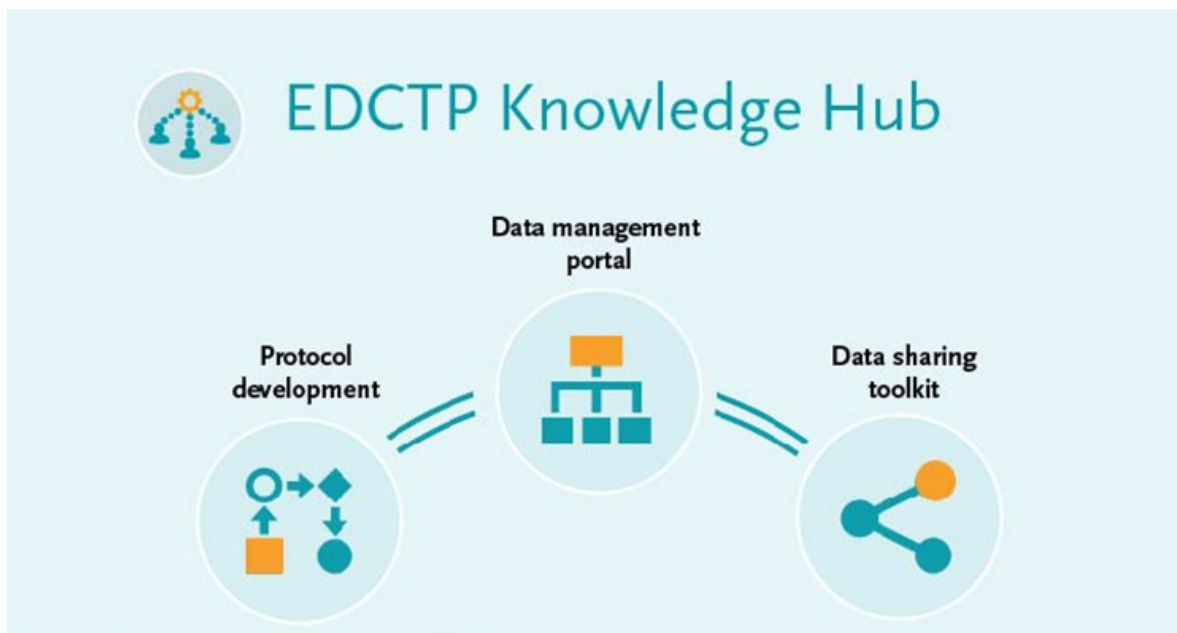 EDCTP Knowledge Hub
Data management
portal
Protocol
development
Data sharing
toolkit